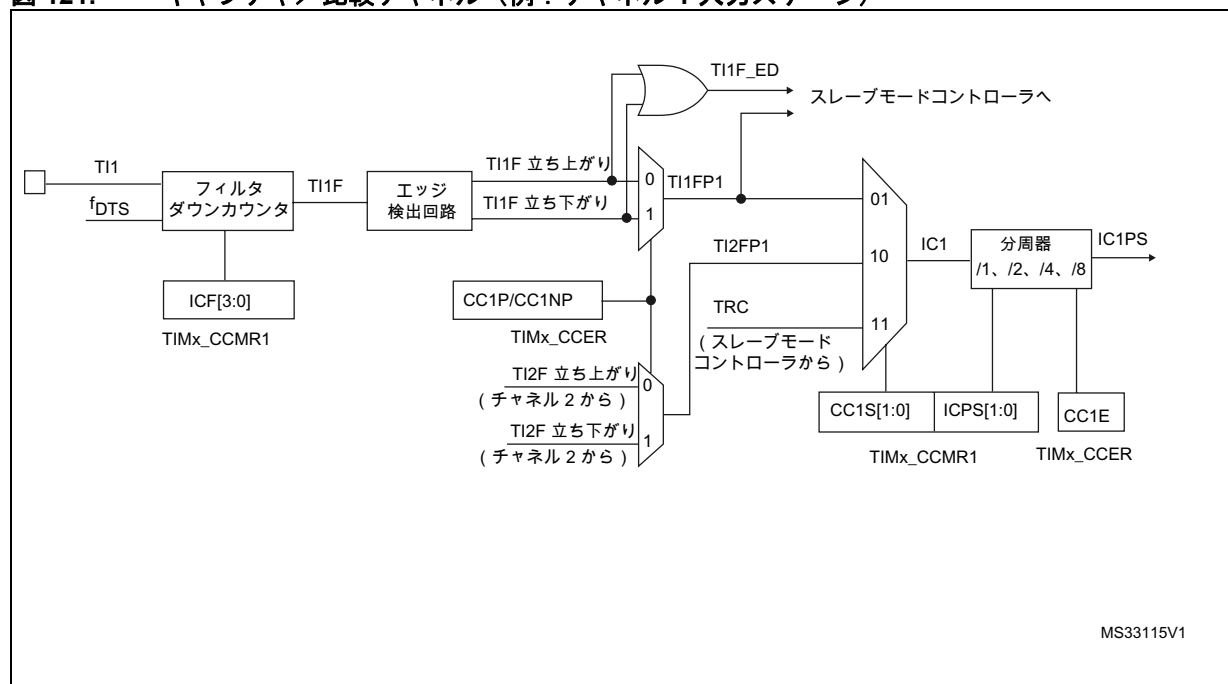 TI1F_ED
スレーブモードコントローラへ
TI1
fDTS
フィルタ
ダウンカウンタ
TI1F
エッジ
検出回路
TI1F 立ち上がり
TI1F 立ち下がり
0
1
TI1FP1
01
TI2FP1
10
IC1
分周器
/1、/2、/4、/8
IC1PS
ICF[3:0]
TIMx_CCMR1
CC1P/CC1NP
TIMx_CCER
TRC
11
( スレーブモード
コントローラから )
TI2F 立ち上がり
0
( チャネル 2 から )
TI2F 立ち下がり
1
( チャネル 2 から )
CC1S[1:0]
ICPS[1:0]
CC1E
TIMx_CCMR1
TIMx_CCER
MS33115V1